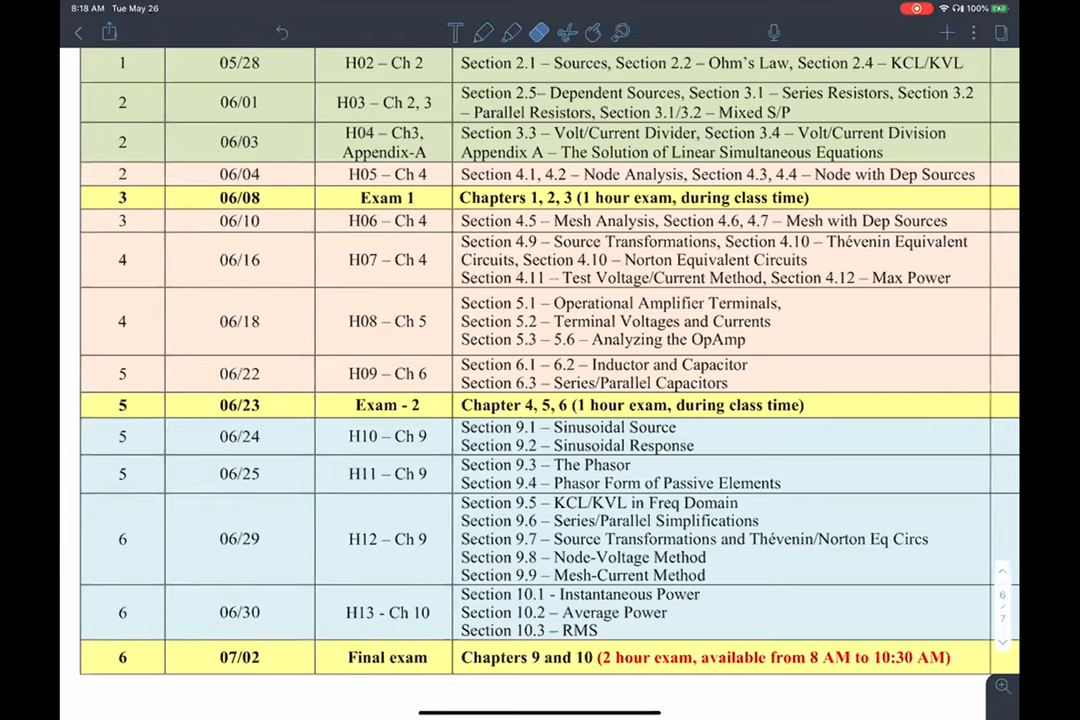 8:18 AM Tue May 26
100%
1 05/28 H02 – Ch 2 Section 2.1 – Sources, Section 2.2 – Ohm's Law, Section 2.4 – KCL/KVL
2 06/01 H03 – Ch 2, 3 Section 2.5– Dependent Sources, Section 3.1 – Series Resistors, Section 3.2
– Parallel Resistors, Section 3.1/3.2 – Mixed S/P
2 06/03 H04 – Ch3,
Appendix-A
Section 3.3 – Volt/Current Divider, Section 3.4 – Volt/Current Division
Appendix A – The Solution of Linear Simultaneous Equations
2 06/04 H05 – Ch 4 Section 4.1, 4.2 – Node Analysis, Section 4.3, 4.4 – Node with Dep Sources
3 06/08 Exam 1 Chapters 1, 2, 3 (1 hour exam, during class time)
3 06/10 H06 – Ch 4 Section 4.5 – Mesh Analysis, Section 4.6, 4.7 – Mesh with Dep Sources
4 06/16 H07 – Ch 4 Section 4.9 – Source Transformations, Section 4.10 – Thévenin Equivalent
Circuits, Section 4.10 – Norton Equivalent Circuits
Section 4.11 – Test Voltage/Current Method, Section 4.12 – Max Power
4 06/18 H08 – Ch 5 Section 5.1 – Operational Amplifier Terminals,
Section 5.2 – Terminal Voltages and Currents
Section 5.3 – 5.6 – Analyzing the OpAmp
5 06/22 H09 – Ch 6 Section 6.1 – 6.2 – Inductor and Capacitor
Section 6.3 – Series/Parallel Capacitors
5 06/23 Exam - 2 Chapter 4, 5, 6 (1 hour exam, during class time)
5 06/24 H10 – Ch 9 Section 9.1 – Sinusoidal Source
Section 9.2 – Sinusoidal Response
5 06/25 H11 – Ch 9 Section 9.3 – The Phasor
Section 9.4 – Phasor Form of Passive Elements
6 06/29 H12 – Ch 9 Section 9.5 – KCL/KVL in Freq Domain
Section 9.6 – Series/Parallel Simplifications
Section 9.7 – Source Transformations and Thévenin/Norton Eq Circs
Section 9.8 – Node-Voltage Method
Section 9.9 – Mesh-Current Method
6 06/30 H13 - Ch 10 Section 10.1 - Instantaneous Power
Section 10.2 – Average Power
Section 10.3 – RMS
6 07/02 Final exam Chapters 9 and 10 (2 hour exam, available from 8 AM to 10:30 AM)
6
/
7